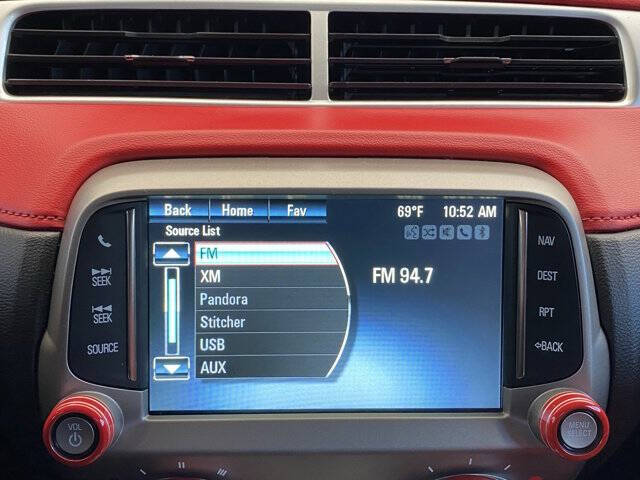 Back Home Fav 69°F 10:52 AM
Source List
FM
XM
Pandora
Stitcher
USB
AUX
FM 94.7
SEEK
SEEK
SOURCE
NAV
DEST
RPT
BACK
VOL
MENU
SELECT